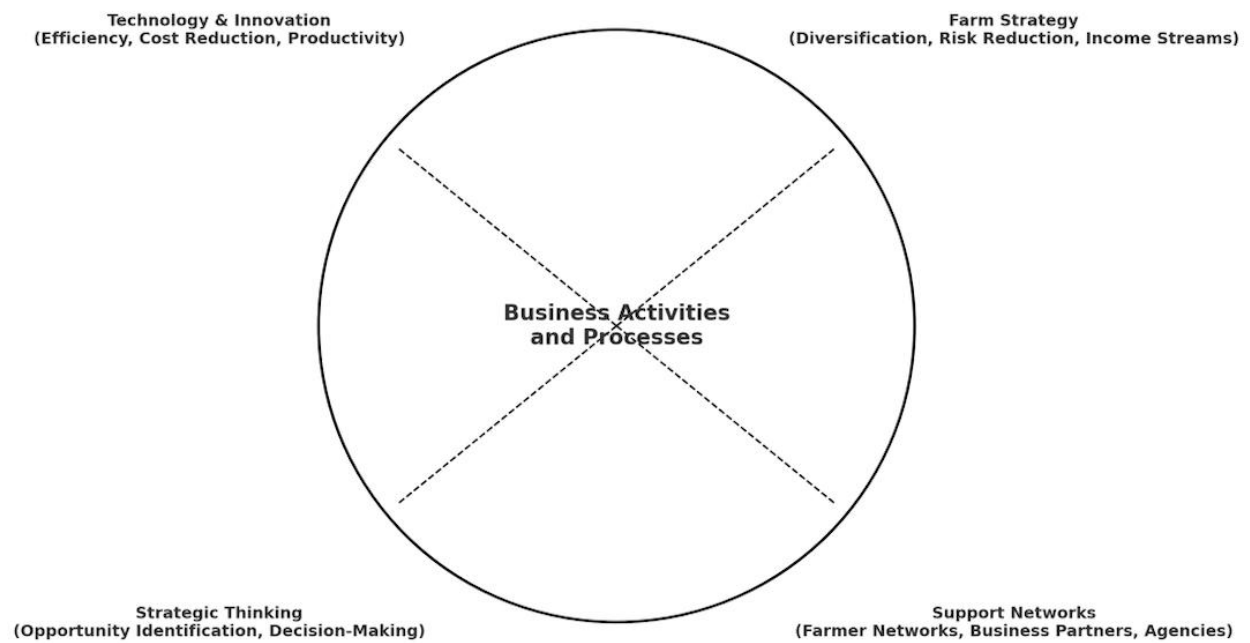 Technology & Innovation
(Efficiency, Cost Reduction, Productivity)
Farm Strategy
(Diversification, Risk Reduction, Income Streams)
Business Activities
and Processes
Strategic Thinking
(Opportunity Identification, Decision-Making)
Support Networks
(Farmer Networks, Business Partners, Agencies)